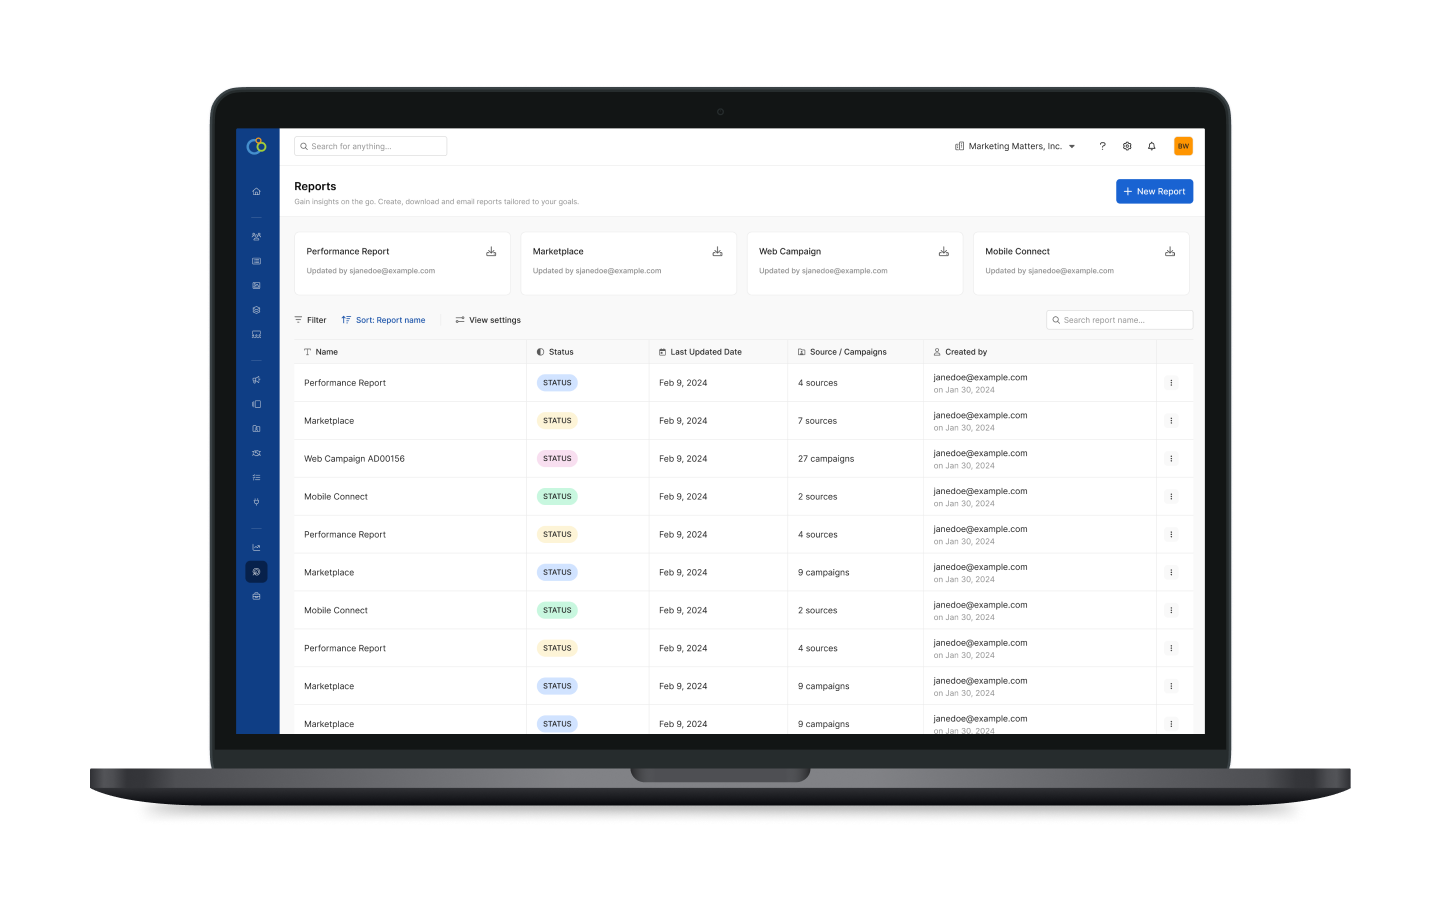 Search for anything...
Marketing Matters, Inc.
?
BW
Reports
Gain insights on the go. Create, download and email reports tailored to your goals.
+ New Report
Performance Report
Updated by sjanedoe@example.com
Marketplace
Updated by sjanedoe@example.com
Web Campaign
Updated by sjanedoe@example.com
Mobile Connect
Updated by sjanedoe@example.com
Filter
Sort: Report name
View settings
Search report name...
Name
Status
Last Updated Date
Source / Campaigns
Created by
Performance Report
STATUS
Feb 9, 2024
4 sources
janedoe@example.com
on Jan 30, 2024
Marketplace
STATUS
Feb 9, 2024
7 sources
janedoe@example.com
on Jan 30, 2024
Web Campaign AD00156
STATUS
Feb 9, 2024
27 campaigns
janedoe@example.com
on Jan 30, 2024
Mobile Connect
STATUS
Feb 9, 2024
2 sources
janedoe@example.com
on Jan 30, 2024
Performance Report
STATUS
Feb 9, 2024
4 sources
janedoe@example.com
on Jan 30, 2024
Marketplace
STATUS
Feb 9, 2024
9 campaigns
janedoe@example.com
on Jan 30, 2024
Mobile Connect
STATUS
Feb 9, 2024
2 sources
janedoe@example.com
on Jan 30, 2024
Performance Report
STATUS
Feb 9, 2024
4 sources
janedoe@example.com
on Jan 30, 2024
Marketplace
STATUS
Feb 9, 2024
9 campaigns
janedoe@example.com
on Jan 30, 2024
Marketplace
STATUS
Feb 9, 2024
9 campaigns
janedoe@example.com
on Jan 30, 2024